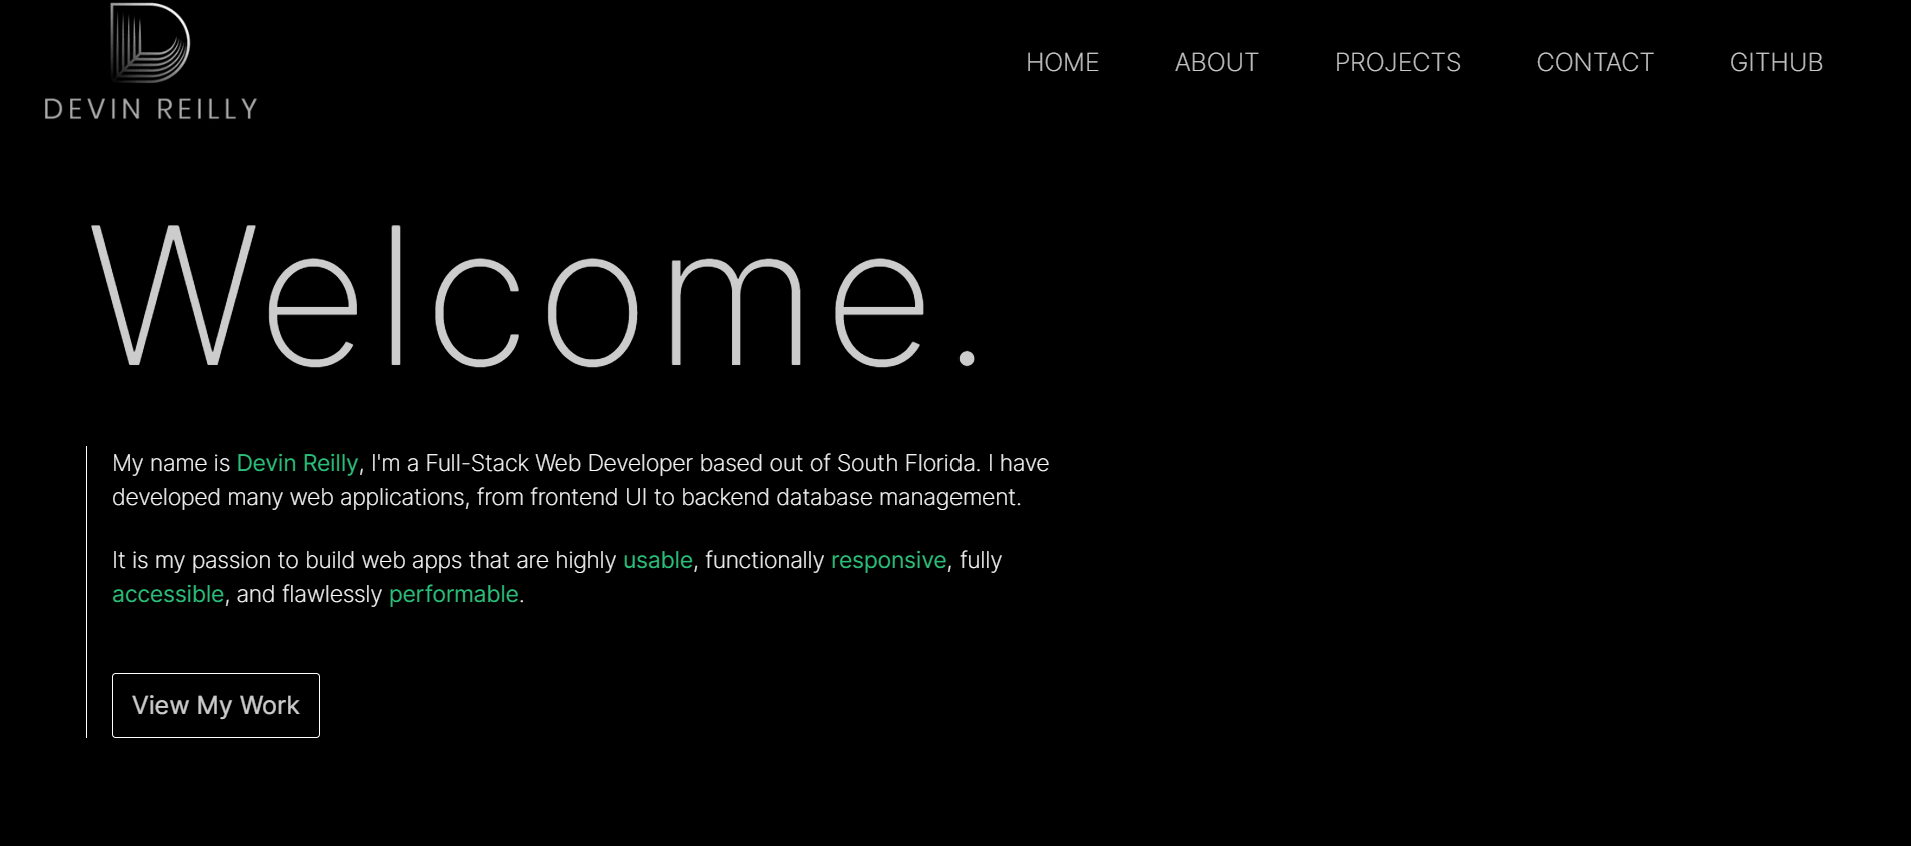 DEVIN REILLY
HOME ABOUT PROJECTS CONTACT GITHUB
Welcome.
My name is Devin Reilly, I'm a Full-Stack Web Developer based out of South Florida. I have
developed many web applications, from frontend UI to backend database management.
It is my passion to build web apps that are highly usable, functionally responsive, fully
accessible, and flawlessly performable.
View My Work